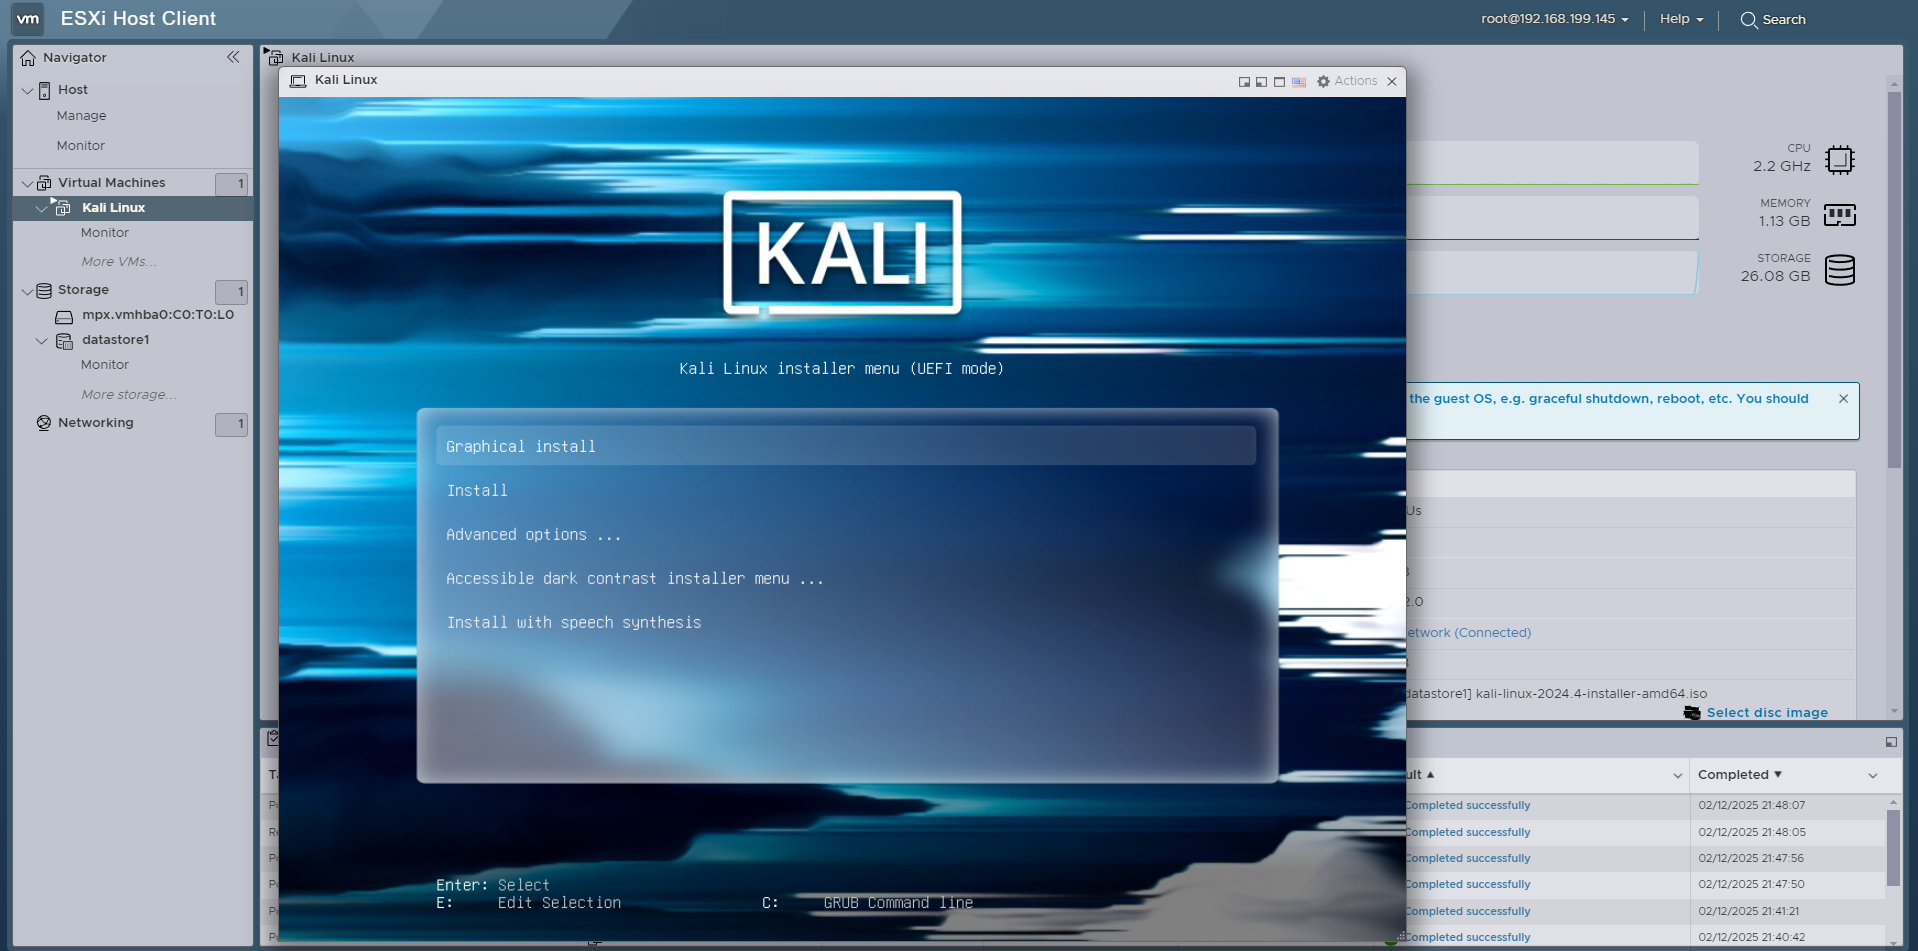 vm ESXi Host Client
root@192.168.199.145
Help
Search
Navigator
Host
Manage
Monitor
Virtual Machines 1
Kali Linux
Monitor
More VMs...
Storage 1
mpx.vmhba0:C0:T0:L0
datastore1
Monitor
More storage...
Networking 1
Kali Linux
Kali Linux
Actions
KALI
Kali Linux installer menu (UEFI mode)
Graphical install
Install
Advanced options ...
Accessible dark contrast installer menu ...
Install with speech synthesis
Enter: Select
E: Edit Selection
C: GRUB Command line
CPU
2.2 GHz
MEMORY
1.13 GB
STORAGE
26.08 GB
the guest OS, e.g. graceful shutdown, reboot, etc. You should
Us
2.0
etwork (Connected)
datastore1] kali-linux-2024.4-installer-amd64.iso
Select disc image
ult
Completed
Completed successfully 02/12/2025 21:48:07
Completed successfully 02/12/2025 21:48:05
Completed successfully 02/12/2025 21:47:56
Completed successfully 02/12/2025 21:47:50
Completed successfully 02/12/2025 21:41:21
Completed successfully 02/12/2025 21:40:42